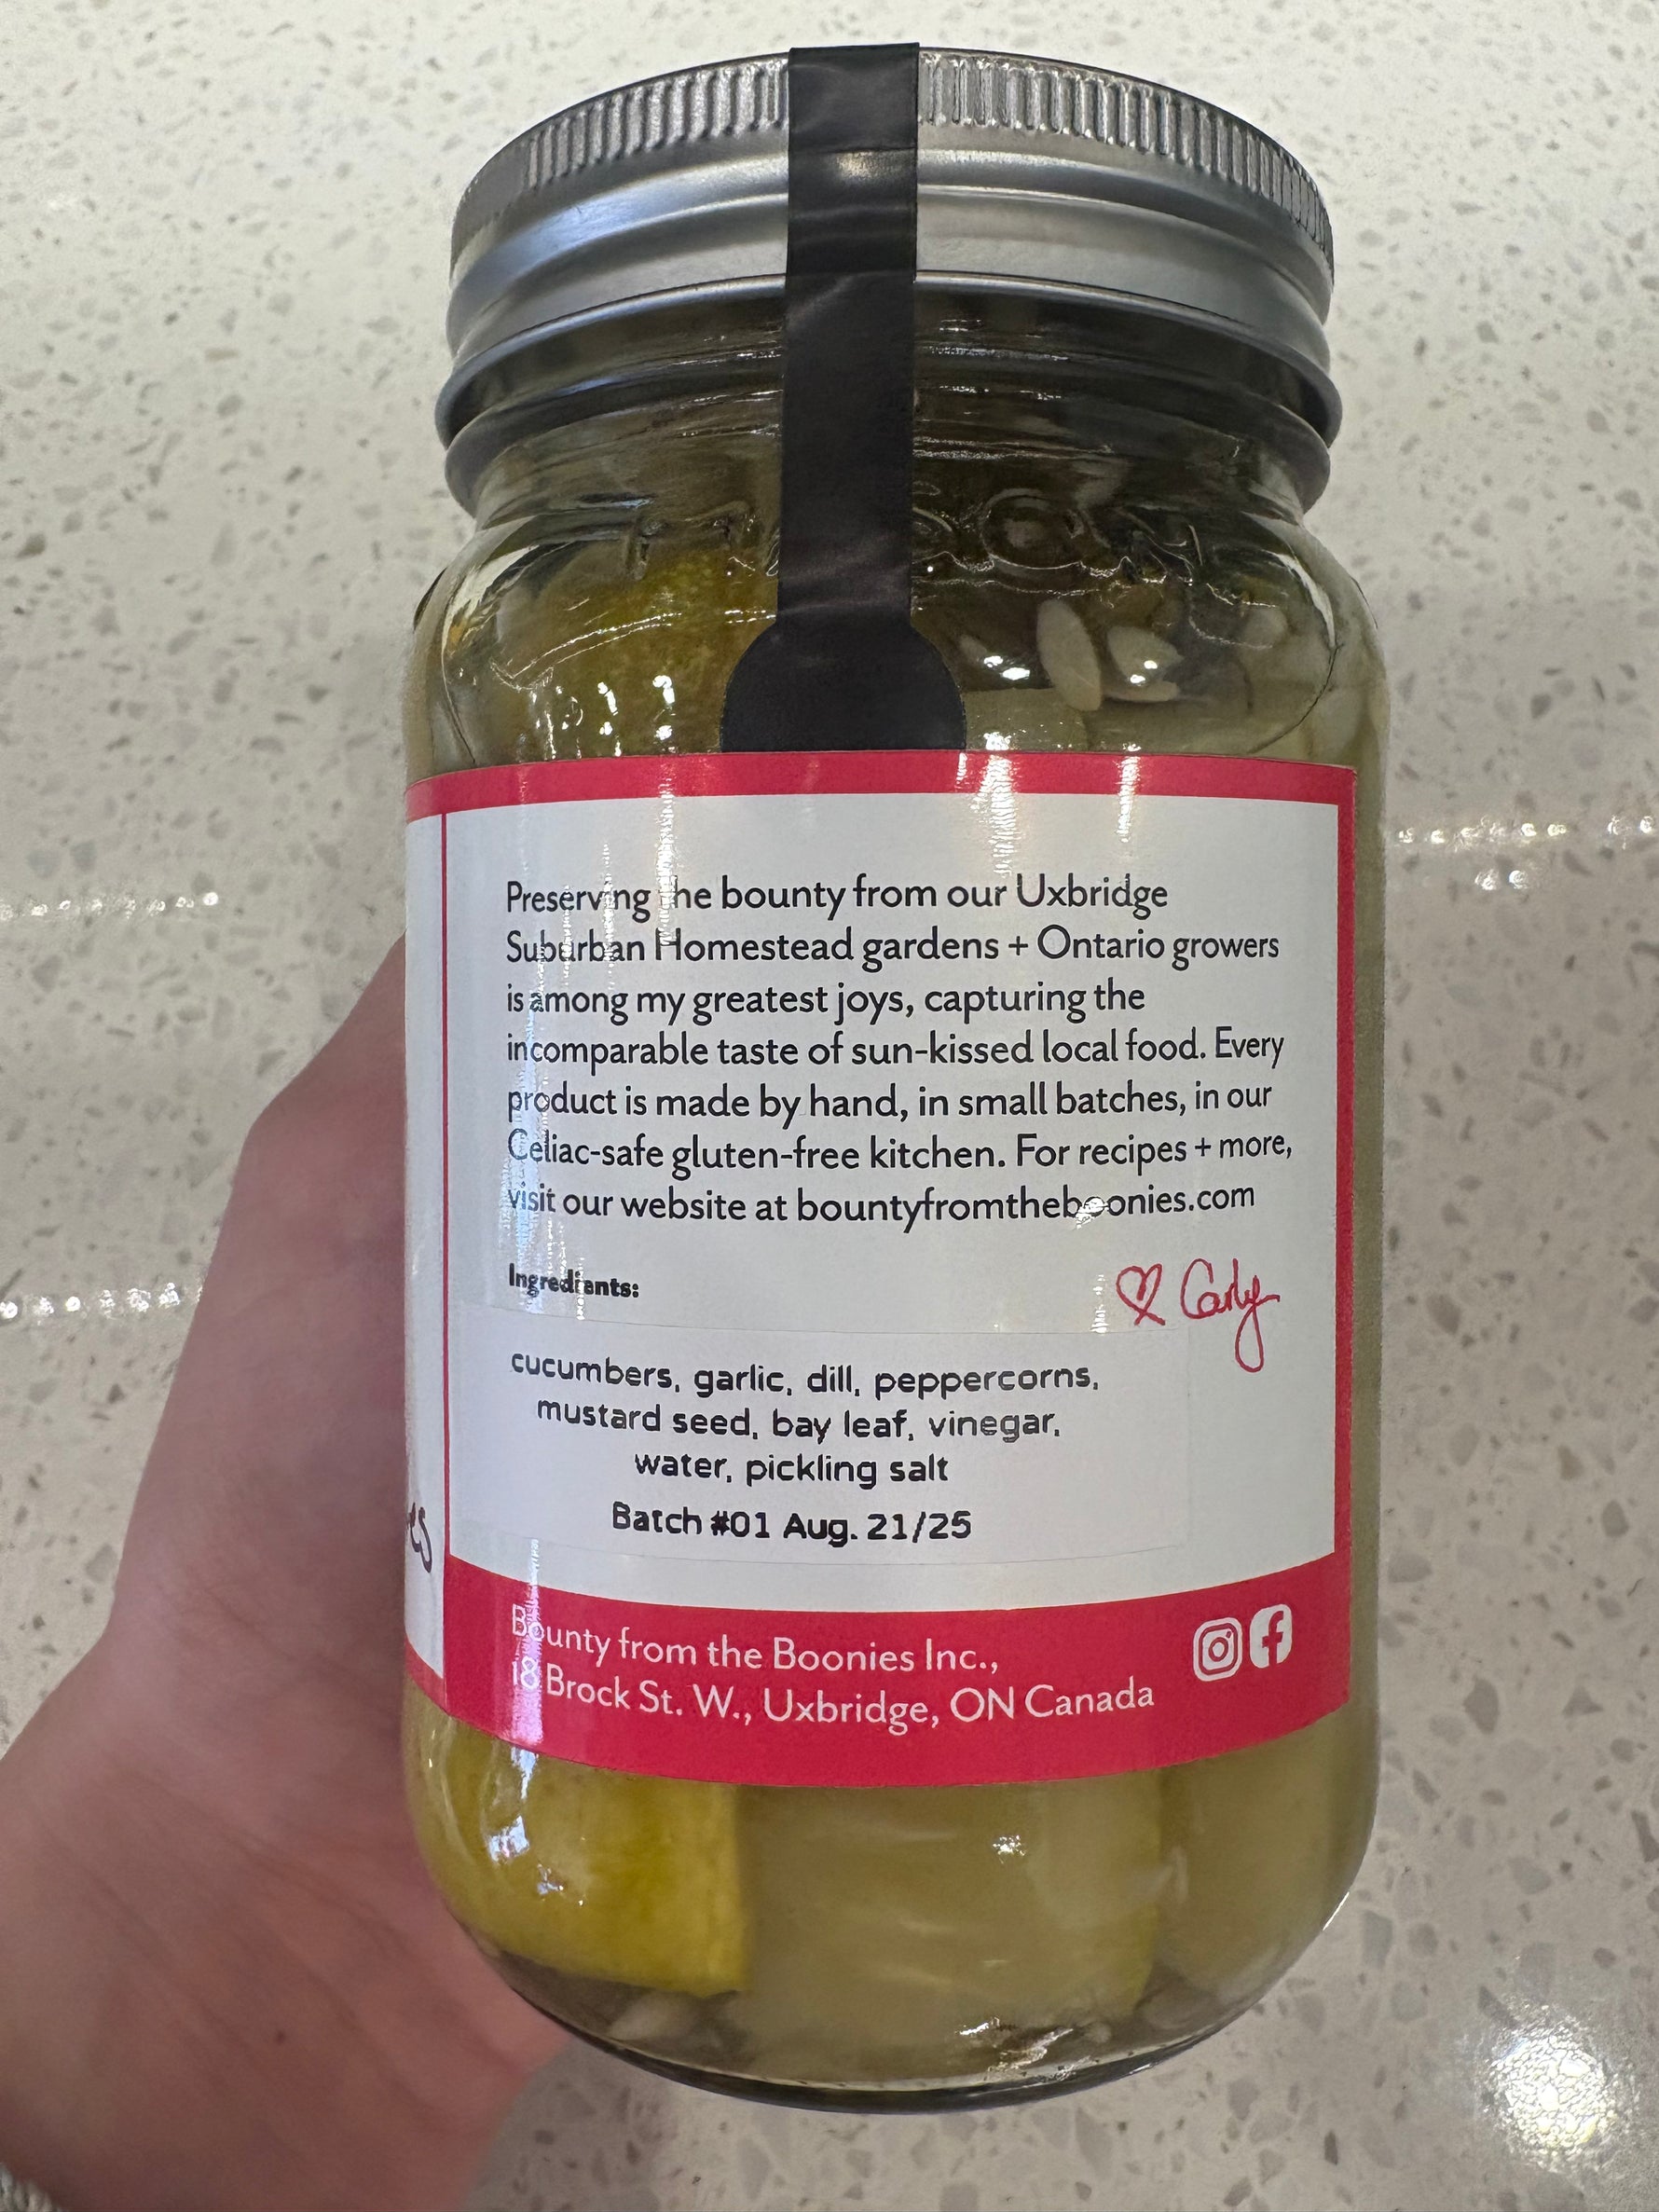 Preserving the bounty from our Uxbridge
Suburban Homestead gardens + Ontario growers
is among my greatest joys, capturing the
incomparable taste of sun-kissed local food. Every
product is made by hand, in small batches, in our
Celiac-safe gluten-free kitchen. For recipes + more,
visit our website at bountyfromtheboonies.com
Ingredients:
♡ Carly
cucumbers, garlic, dill, peppercorns,
mustard seed, bay leaf, vinegar,
water, pickling salt
Batch #01 Aug. 21/25
Bounty from the Boonies Inc.,
18 Brock St. W., Uxbridge, ON Canada